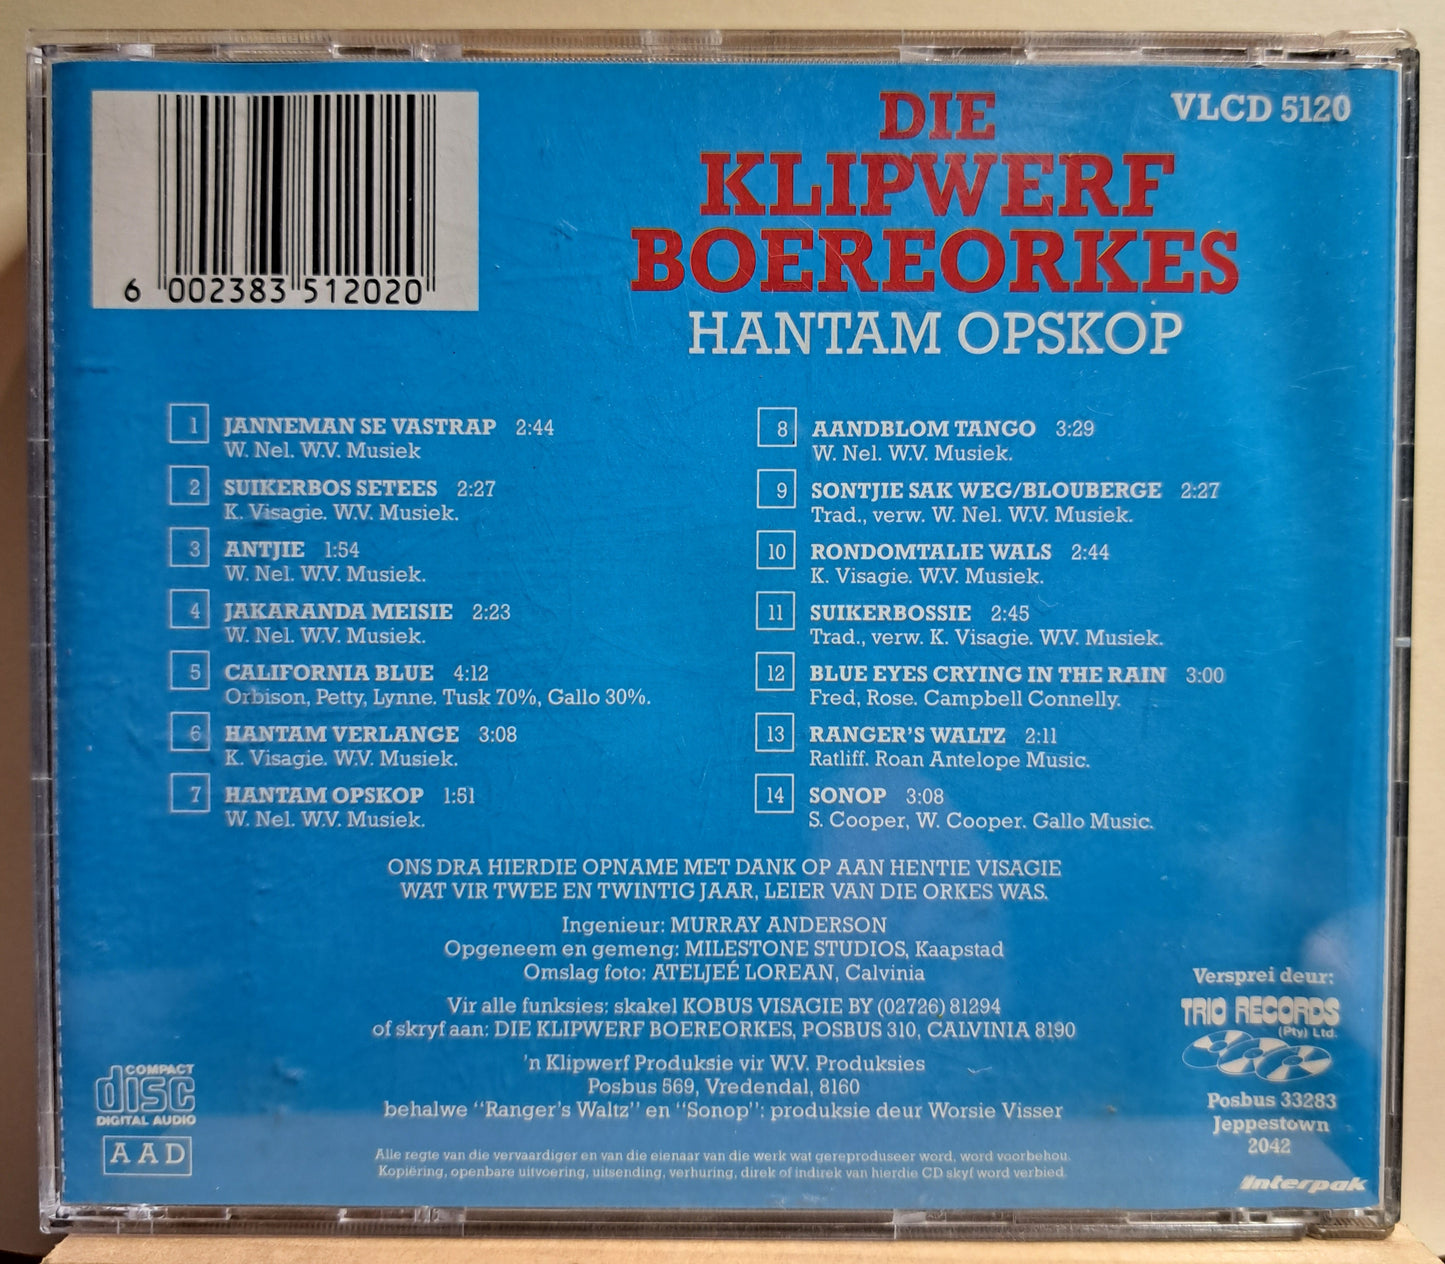 6 002383 512020
VLCD 5120
DIE
KLIPWERF
BOEREORKES
HANTAM OPSKOP
1 JANNEMAN SE VASTRAP 2:44
W. Nel. W.V. Musiek
2 SUIKERBOS SETEES 2:27
K. Visagie. W.V. Musiek.
3 ANTJIE 1:54
W. Nel. W.V. Musiek.
4 JAKARANDA MEISIE 2:23
W. Nel. W.V. Musiek.
5 CALIFORNIA BLUE 4:12
Orbison, Petty, Lynne. Tusk 70%, Gallo 30%.
6 HANTAM VERLANGE 3:08
K. Visagie. W.V. Musiek.
7 HANTAM OPSKOP 1:51
W. Nel. W.V. Musiek.
8 AANDBLOM TANGO 3:29
W. Nel. W.V. Musiek.
9 SONTJIE SAK WEG/BLOUBERGE 2:27
Trad., verw. W. Nel. W.V. Musiek.
10 RONDOMTALIE WALS 2:44
K. Visagie. W.V. Musiek.
11 SUIKERBOSSIE 2:45
Trad., verw. K. Visagie. W.V. Musiek.
12 BLUE EYES CRYING IN THE RAIN 3:00
Fred, Rose. Campbell Connelly.
13 RANGER'S WALTZ 2:11
Ratliff. Roan Antelope Music.
14 SONOP 3:08
S. Cooper, W. Cooper. Gallo Music.
ONS DRA HIERDIE OPNAME MET DANK OP AAN HENTIE VISAGIE
WAT VIR TWEE EN TWINTIG JAAR, LEIER VAN DIE ORKES WAS.
Ingenieur: MURRAY ANDERSON
Opgeneem en gemeng: MILESTONE STUDIOS, Kaapstad
Omslag foto: ATELJEÉ LOREAN, Calvinia
Vir alle funksies: skakel KOBUS VISAGIE BY (02726) 81294
of skryf aan: DIE KLIPWERF BOEREORKES, POSBUS 310, CALVINIA 8190
'n Klipwerf Produksie vir W.V. Produksies
Posbus 569, Vredendal, 8160
behalwe "Ranger's Waltz" en "Sonop": produksie deur Worsie Visser
Alle regte van die vervaardiger en van die eienaar van die werk wat gereproduseer word, word voorbehou.
Kopiëring, openbare uitvoering, uitsending, verhuring, direk of indirek van hierdie CD skyf word verbied.
COMPACT
disc
DIGITAL AUDIO
AAD
Versprei deur:
TRIO RECORDS
(Pty) Ltd.
Posbus 33283
Jeppestown
2042
Interpak